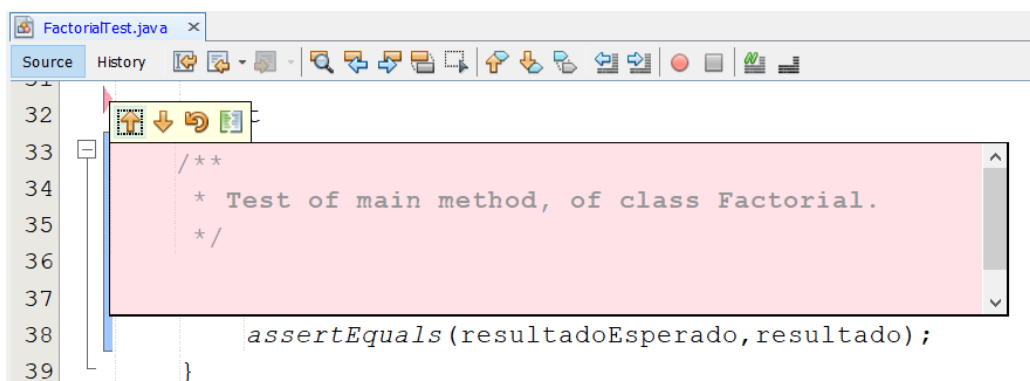 FactorialTest.java
Source History
31
32
33 /**
34 * Test of main method, of class Factorial.
35 */
36
37
38 assertEquals(resultadoEsperado,resultado);
39 }